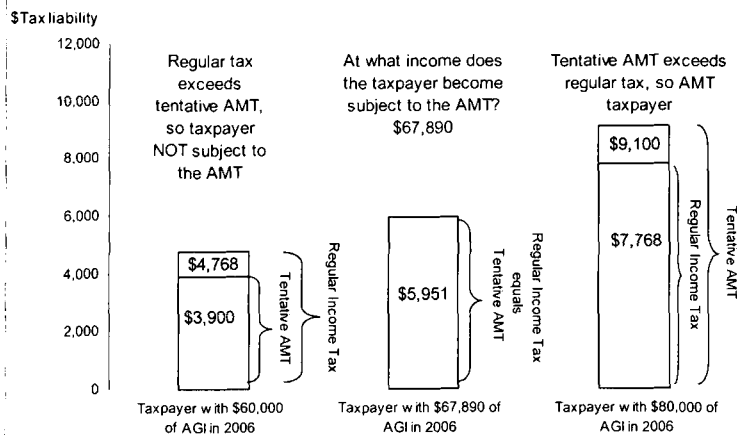 $Tax liability
12,000
10,000
8,000
6,000
4,000
2,000
0
Regular tax
exceeds
tentative AMT,
so taxpayer
NOT subject to
the AMT
$4,768
$3,900
Tentative AMT
Regular Income Tax
Taxpayer with $60,000
of AGI in 2006
At what income does
the taxpayer become
subject to the AMT?
$67,890
$5,951
Regular Income Tax
equals
Tentative AMT
Taxpayer with $67,890 of
AGI in 2006
Tentative AMT exceeds
regular tax, so AMT
taxpayer
$9,100
$7,768
Regular Income Tax
Tentative AMT
Taxpayer with $80,000 of
AGI in 2006